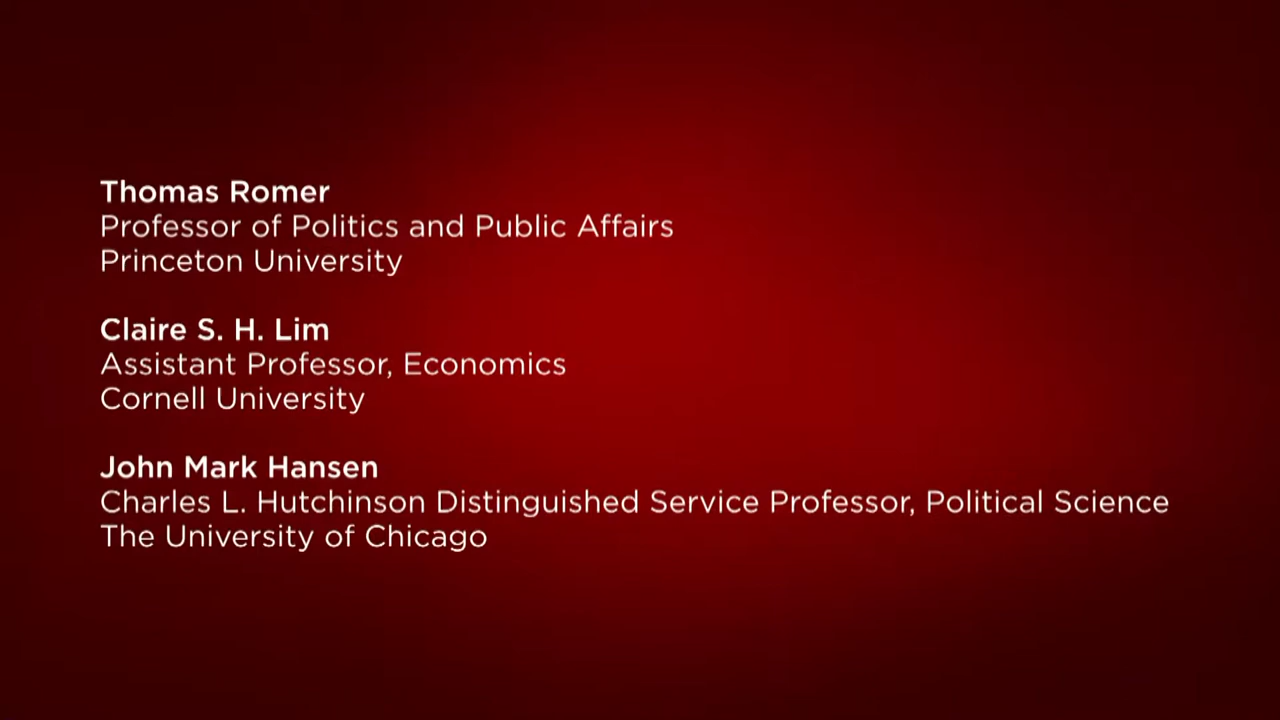 Thomas Romer
Professor of Politics and Public Affairs
Princeton University
Claire S. H. Lim
Assistant Professor, Economics
Cornell University
John Mark Hansen
Charles L. Hutchinson Distinguished Service Professor, Political Science
The University of Chicago